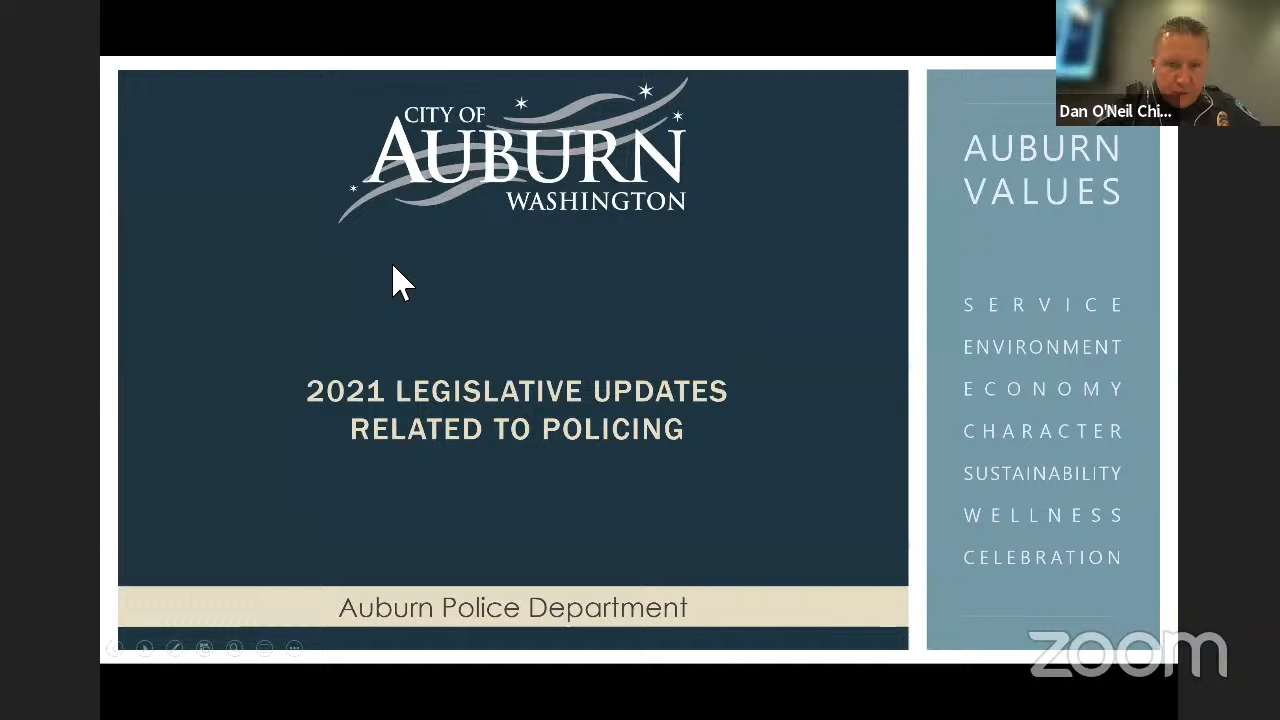 CITY OF
AUBURN
WASHINGTON
2021 LEGISLATIVE UPDATES
RELATED TO POLICING
Auburn Police Department
Dan O'Neil Chi...
AUBURN
VALUES
SERVICE
ENVIRONMENT
ECONOMY
CHARACTER
SUSTAINABILITY
WELLNESS
CELEBRATION
zoom